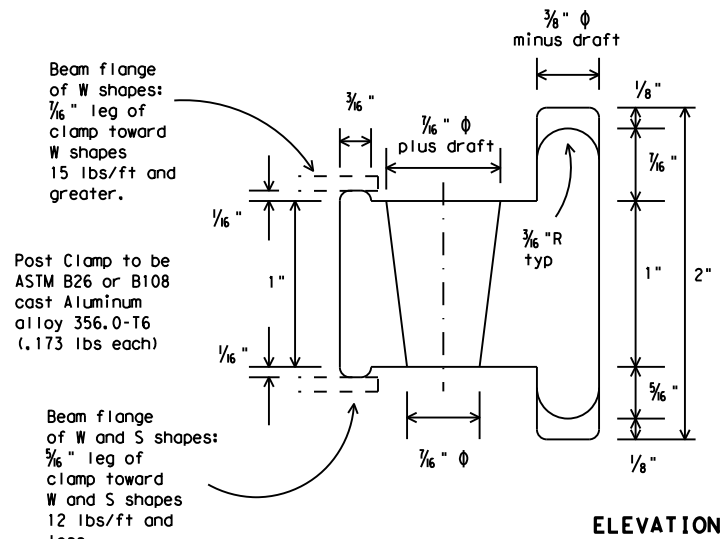 3/8" ϕ
minus draft
Beam flange
of W shapes:
7/16" leg of
clamp toward
W shapes
15 lbs/ft and
greater.
3/16"
7/16" ϕ
plus draft
1/8"
7/16"
1/16"
3/16"R
typ
Post Clamp to be
ASTM B26 or B108
cast Aluminum
alloy 356.0-T6
(.173 lbs each)
1"
1"
2"
1/16"
5/16"
Beam flange
of W and S shapes:
5/16" leg of
clamp toward
W and S shapes
12 lbs/ft and
7/16" ϕ
1/8"
ELEVATION